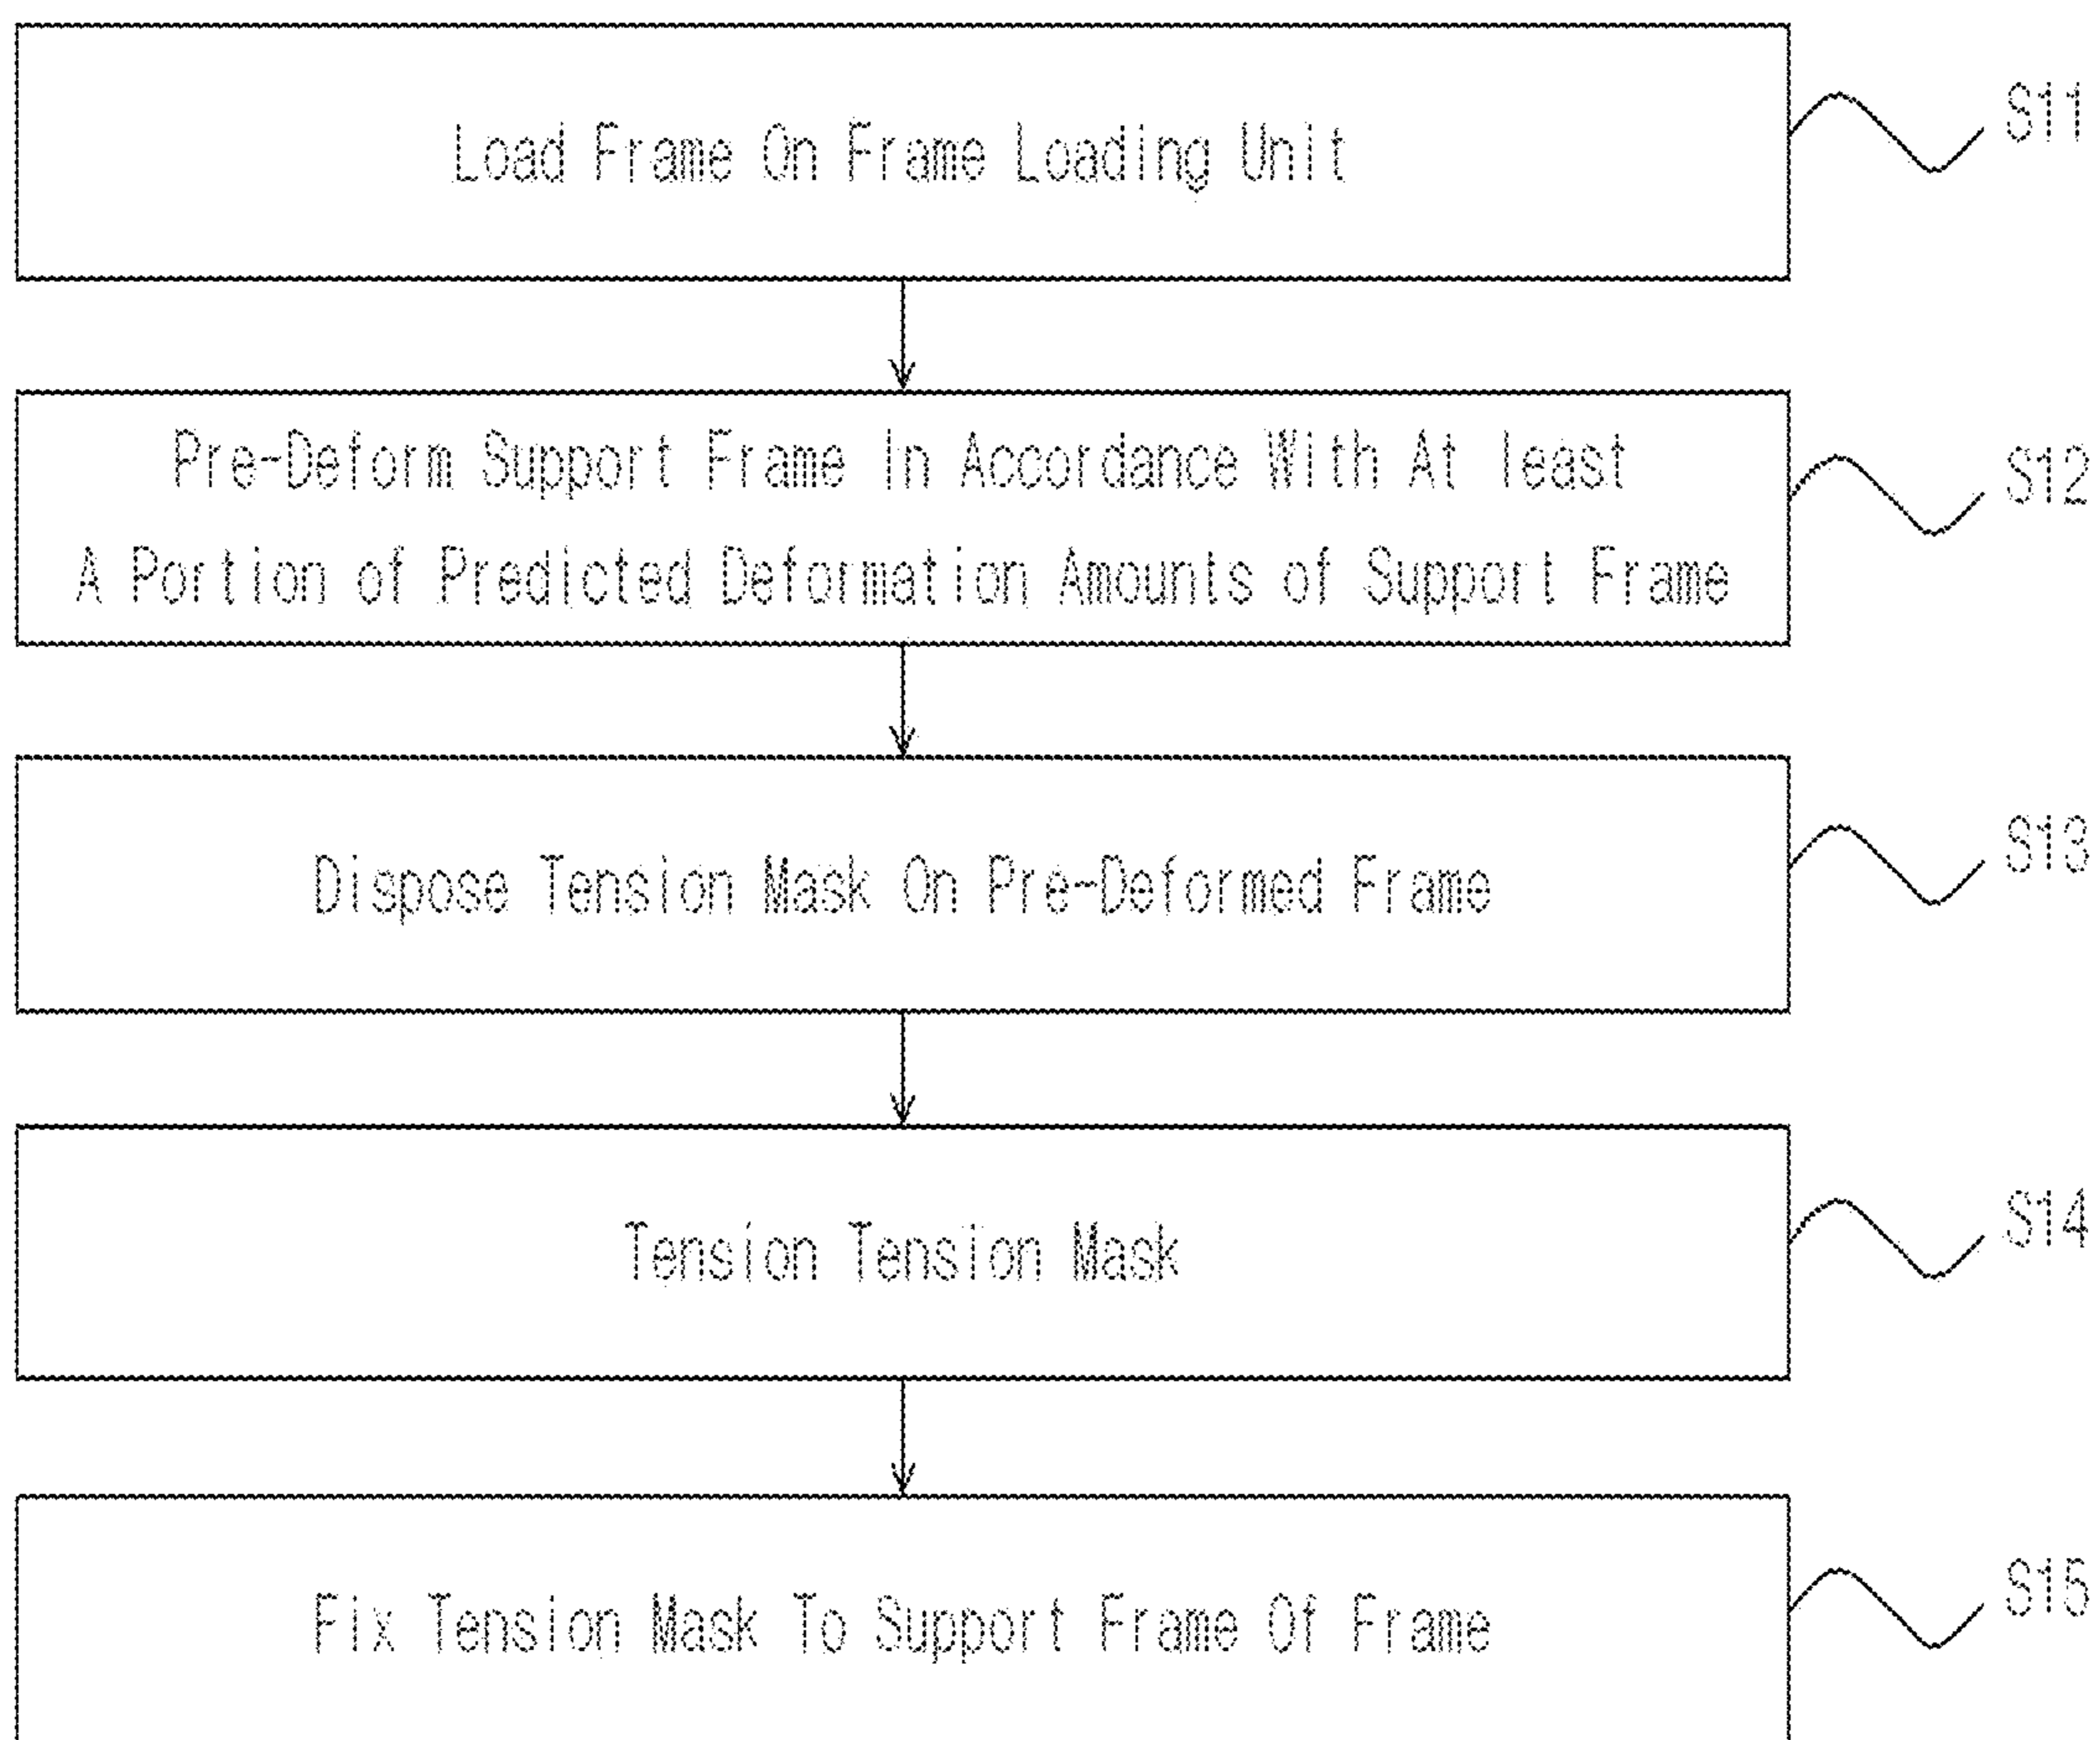 Load Frame On Frame Loading Unit
S11
Pre-Deform Support Frame In Accordance With At least
A Portion of Predicted Deformation Amounts of Support Frame
S12
Dispose Tension Mask On Pre-Deformed Frame
S13
Tension Tension Mask
S14
Fix Tension Mask To Support Frame Of Frame
S15